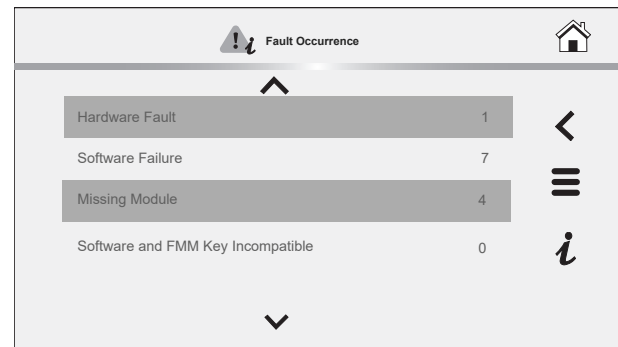 Fault Occurrence
Hardware Fault 1
Software Failure 7
Missing Module 4
Software and FMM Key Incompatible 0